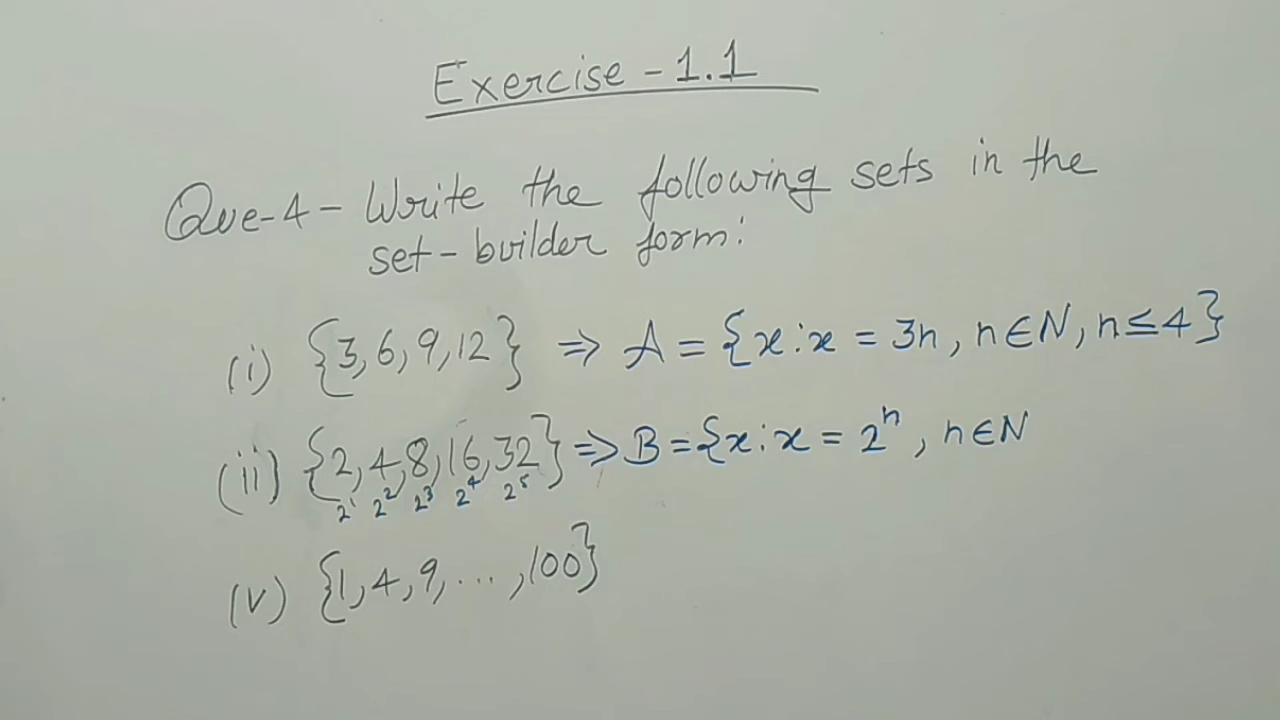 Exercise - 1.1
Que-4- Write the following sets in the
set-builder form:
(i) {3,6,9,12} ⇒ A = {x:x = 3n, n∈N, n≤4}
(ii) {2,4,8,16,32} ⇒ B = {x:x = 2ⁿ, n∈N
2¹ 2² 2³ 2⁴ 2⁵
(v) {1,4,9,...,100}